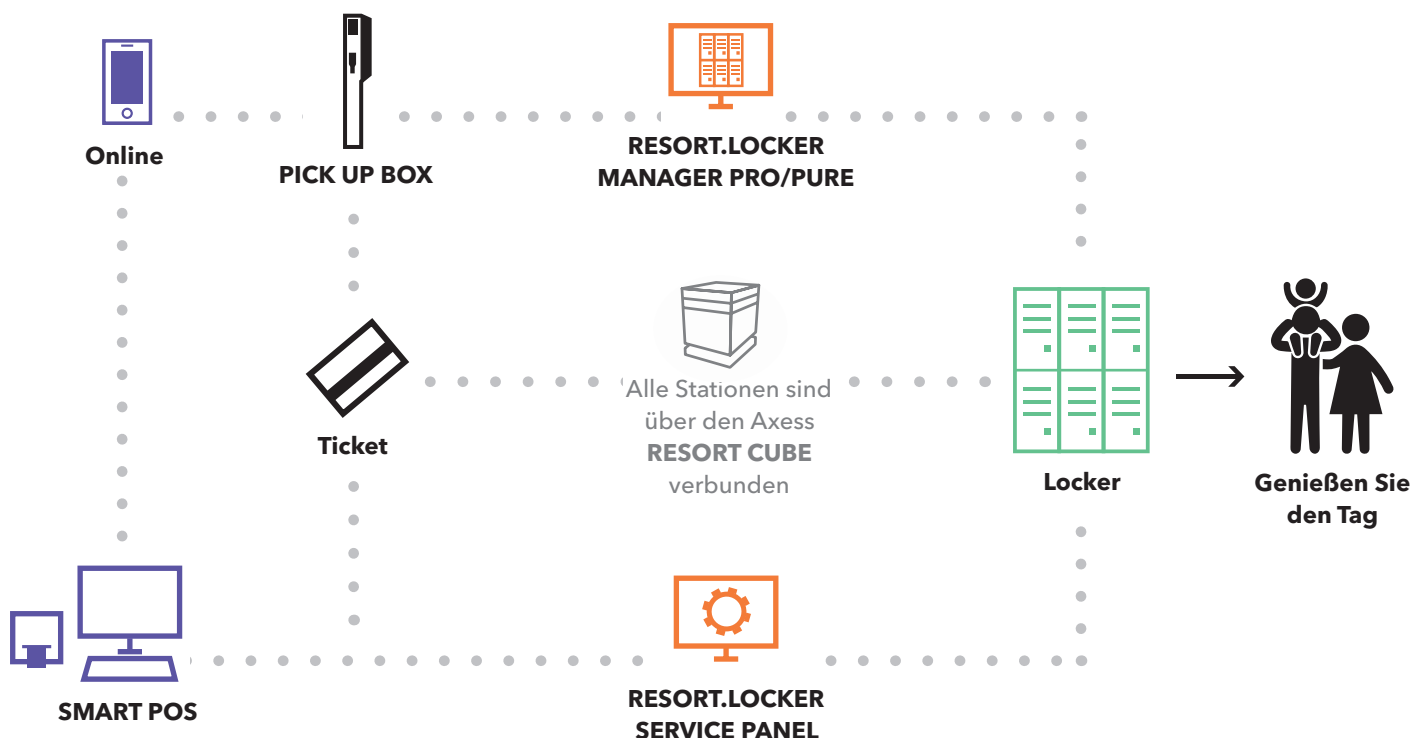 Online
PICK UP BOX
RESORT.LOCKER
MANAGER PRO/PURE
Ticket
Alle Stationen sind
über den Axess
RESORT CUBE
verbunden
Locker
Genießen Sie
den Tag
SMART POS
RESORT.LOCKER
SERVICE PANEL